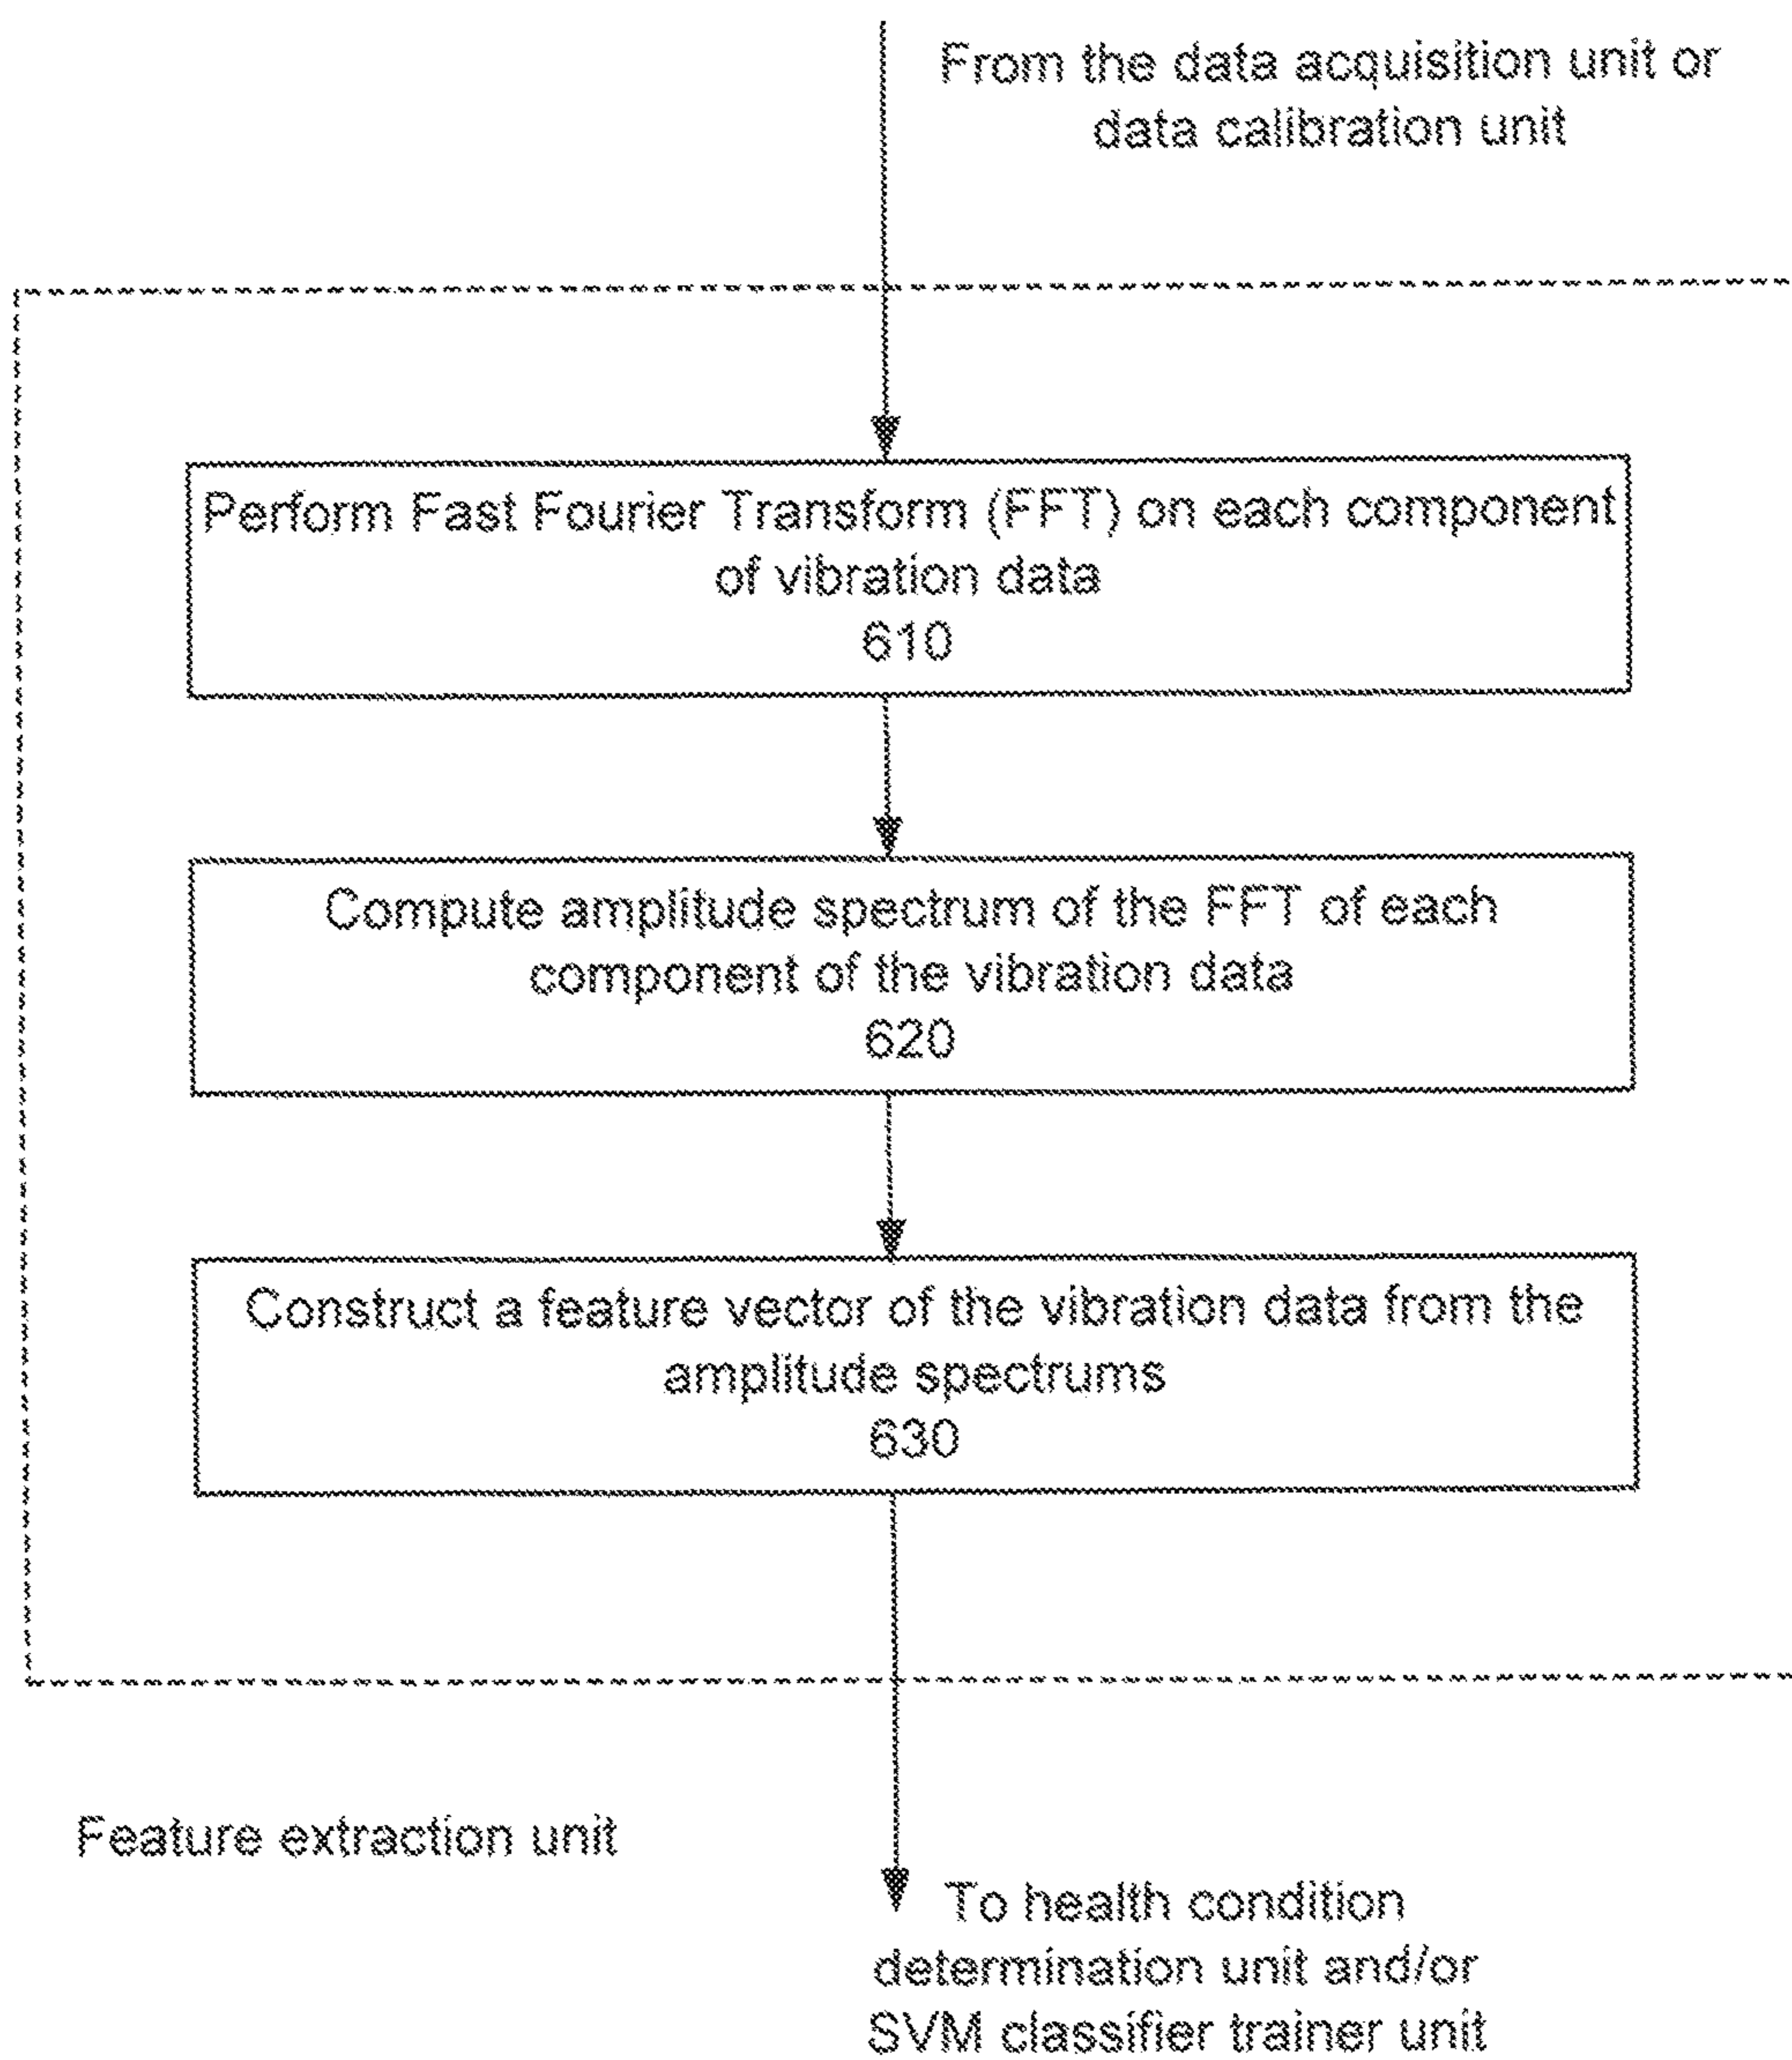 From the data acquisition unit or
data calibration unit
Perform Fast Fourier Transform (FFT) on each component
of vibration data
610
Compute amplitude spectrum of the FFT of each
component of the vibration data
620
Construct a feature vector of the vibration data from the
amplitude spectrums
630
Feature extraction unit
To health condition
determination unit and/or
SVM classifier trainer unit